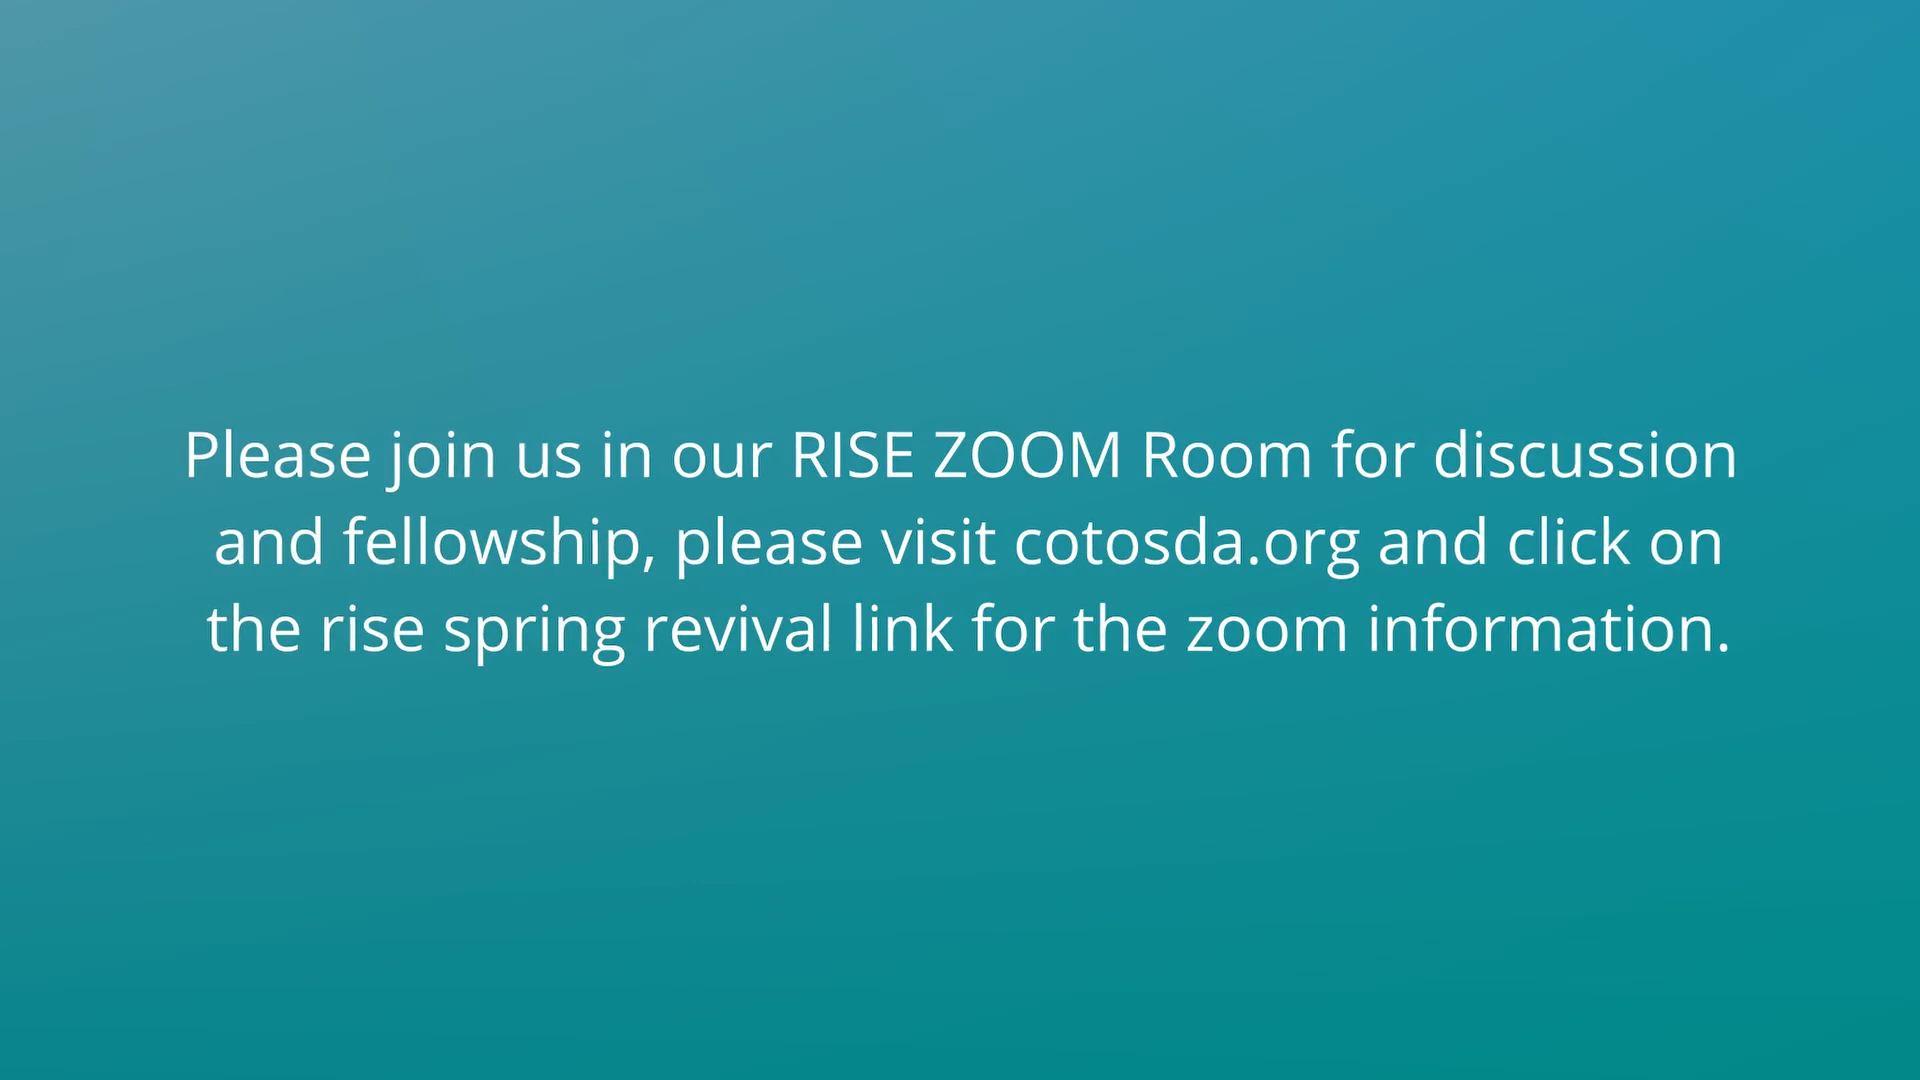 Please join us in our RISE ZOOM Room for discussion
and fellowship, please visit cotosda.org and click on
the rise spring revival link for the zoom information.